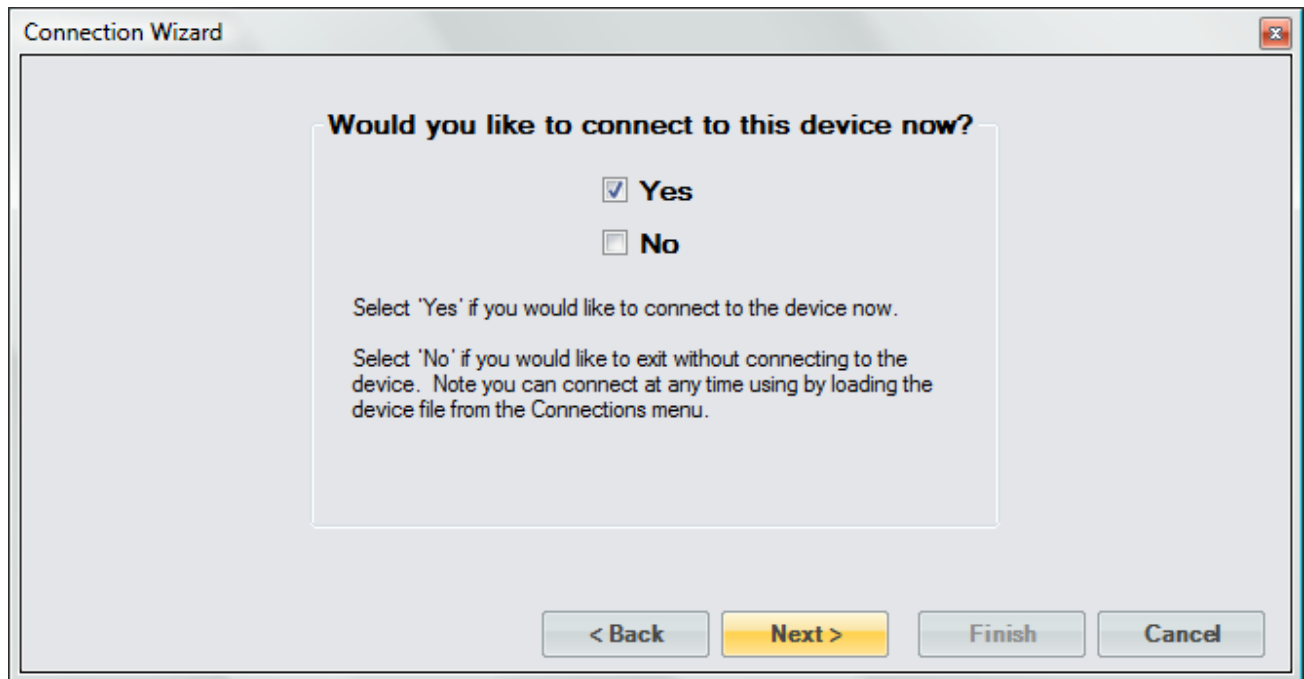 Connection Wizard
Would you like to connect to this device now?
Yes
No
Select 'Yes' if you would like to connect to the device now.
Select 'No' if you would like to exit without connecting to the
device.  Note you can connect at any time using by loading the
device file from the Connections menu.
< Back Next > Finish Cancel